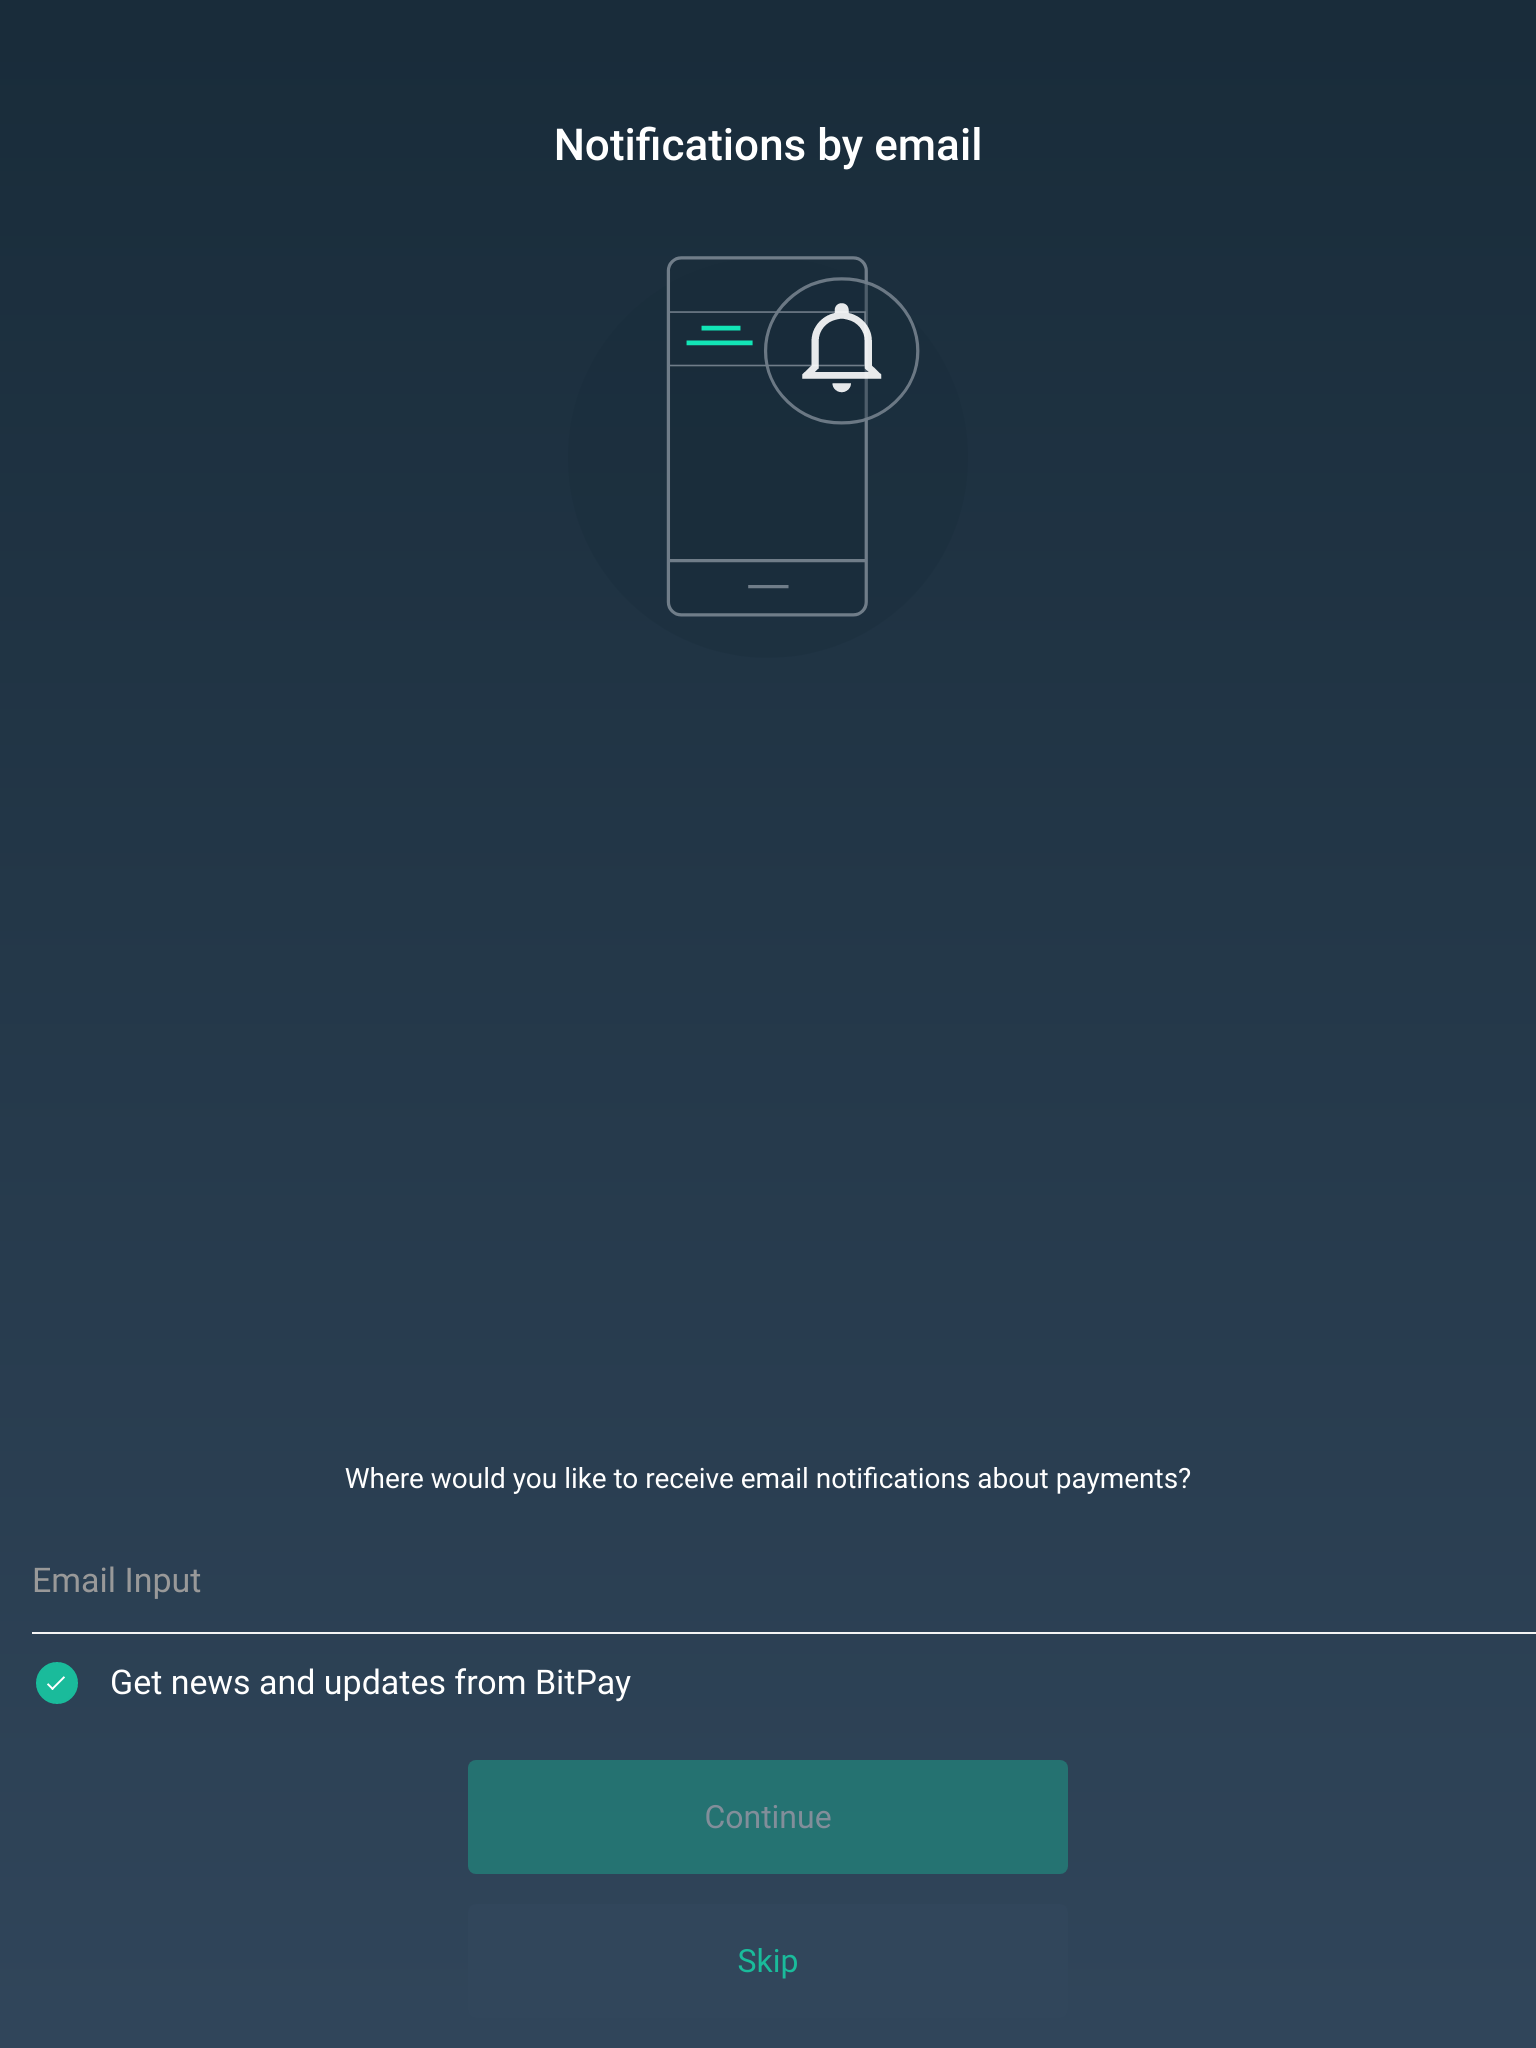 Notifications by email
Where would you like to receive email notifications about payments?
Email Input
Get news and updates from BitPay
Continue
Skip